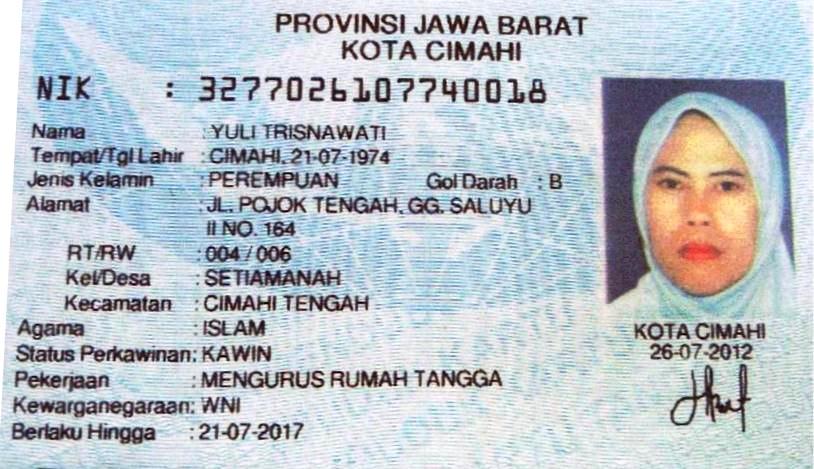 PROVINSI JAWA BARAT
KOTA CIMAHI
NIK : 3277026107740018
Nama : YULI TRISNAWATI
Tempat/Tgl Lahir : CIMAHI, 21-07-1974
Jenis Kelamin : PEREMPUAN Gol Darah : B
Alamat : JL. POJOK TENGAH, GG. SALUYU
II NO. 164
RT/RW : 004 / 006
Kel/Desa : SETIAMANAH
Kecamatan : CIMAHI TENGAH
Agama : ISLAM
Status Perkawinan: KAWIN
Pekerjaan : MENGURUS RUMAH TANGGA
Kewarganegaraan: WNI
Berlaku Hingga : 21-07-2017
KOTA CIMAHI
26-07-2012